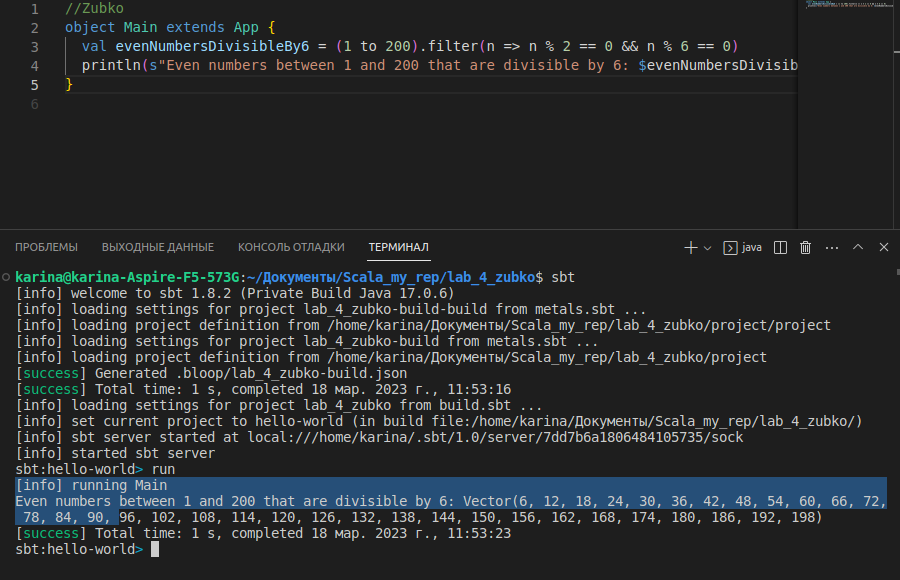 1 //Zubko
2 object Main extends App {
3 val evenNumbersDivisibleBy6 = (1 to 200).filter(n => n % 2 == 0 && n % 6 == 0)
4 println(s"Even numbers between 1 and 200 that are divisible by 6: $evenNumbersDivisib
5 }
6
ПРОБЛЕМЫ ВЫХОДНЫЕ ДАННЫЕ КОНСОЛЬ ОТЛАДКИ ТЕРМИНАЛ java
karina@karina-Aspire-F5-573G:~/Документы/Scala_my_rep/lab_4_zubko$ sbt
[info] welcome to sbt 1.8.2 (Private Build Java 17.0.6)
[info] loading settings for project lab_4_zubko-build-build from metals.sbt ...
[info] loading project definition from /home/karina/Документы/Scala_my_rep/lab_4_zubko/project/project
[info] loading settings for project lab_4_zubko-build from metals.sbt ...
[info] loading project definition from /home/karina/Документы/Scala_my_rep/lab_4_zubko/project
[success] Generated .bloop/lab_4_zubko-build.json
[success] Total time: 1 s, completed 18 мар. 2023 г., 11:53:16
[info] loading settings for project lab_4_zubko from build.sbt ...
[info] set current project to hello-world (in build file:/home/karina/Документы/Scala_my_rep/lab_4_zubko/)
[info] sbt server started at local:///home/karina/.sbt/1.0/server/7dd7b6a1806484105735/sock
[info] started sbt server
sbt:hello-world> run
[info] running Main
Even numbers between 1 and 200 that are divisible by 6: Vector(6, 12, 18, 24, 30, 36, 42, 48, 54, 60, 66, 72,
78, 84, 90, 96, 102, 108, 114, 120, 126, 132, 138, 144, 150, 156, 162, 168, 174, 180, 186, 192, 198)
[success] Total time: 1 s, completed 18 мар. 2023 г., 11:53:23
sbt:hello-world>